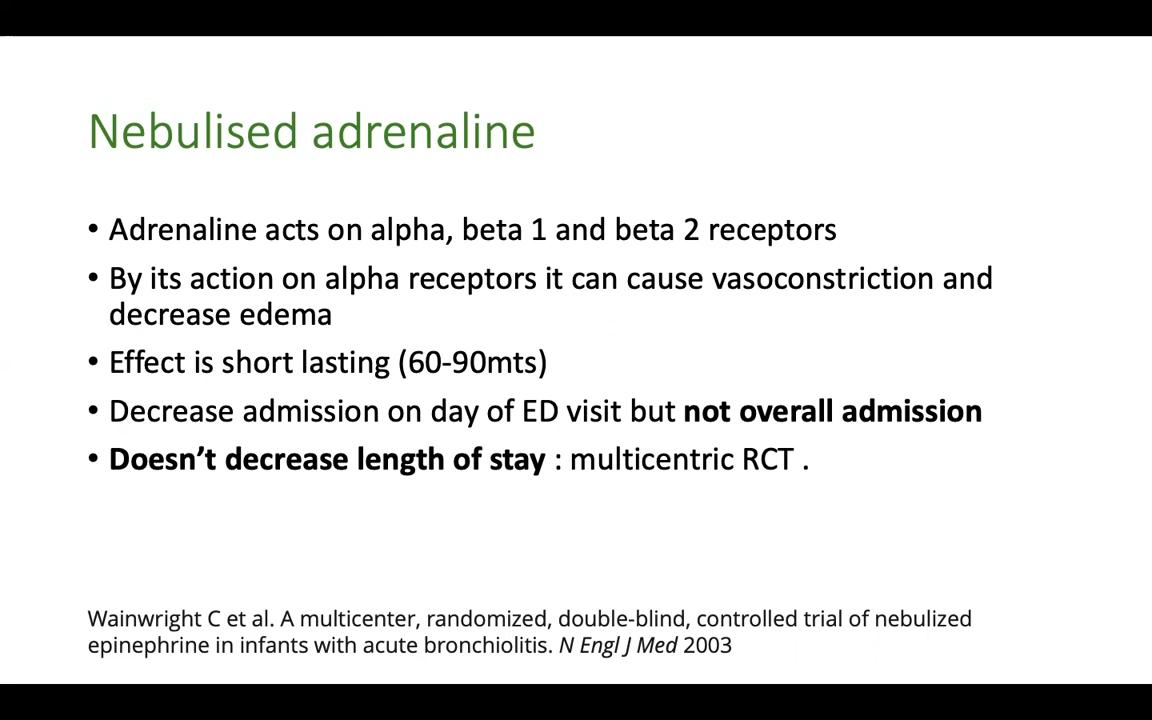 Nebulised adrenaline
• Adrenaline acts on alpha, beta 1 and beta 2 receptors
• By its action on alpha receptors it can cause vasoconstriction and
decrease edema
• Effect is short lasting (60-90mts)
• Decrease admission on day of ED visit but not overall admission
• Doesn’t decrease length of stay : multicentric RCT .
Wainwright C et al. A multicenter, randomized, double-blind, controlled trial of nebulized
epinephrine in infants with acute bronchiolitis. N Engl J Med 2003